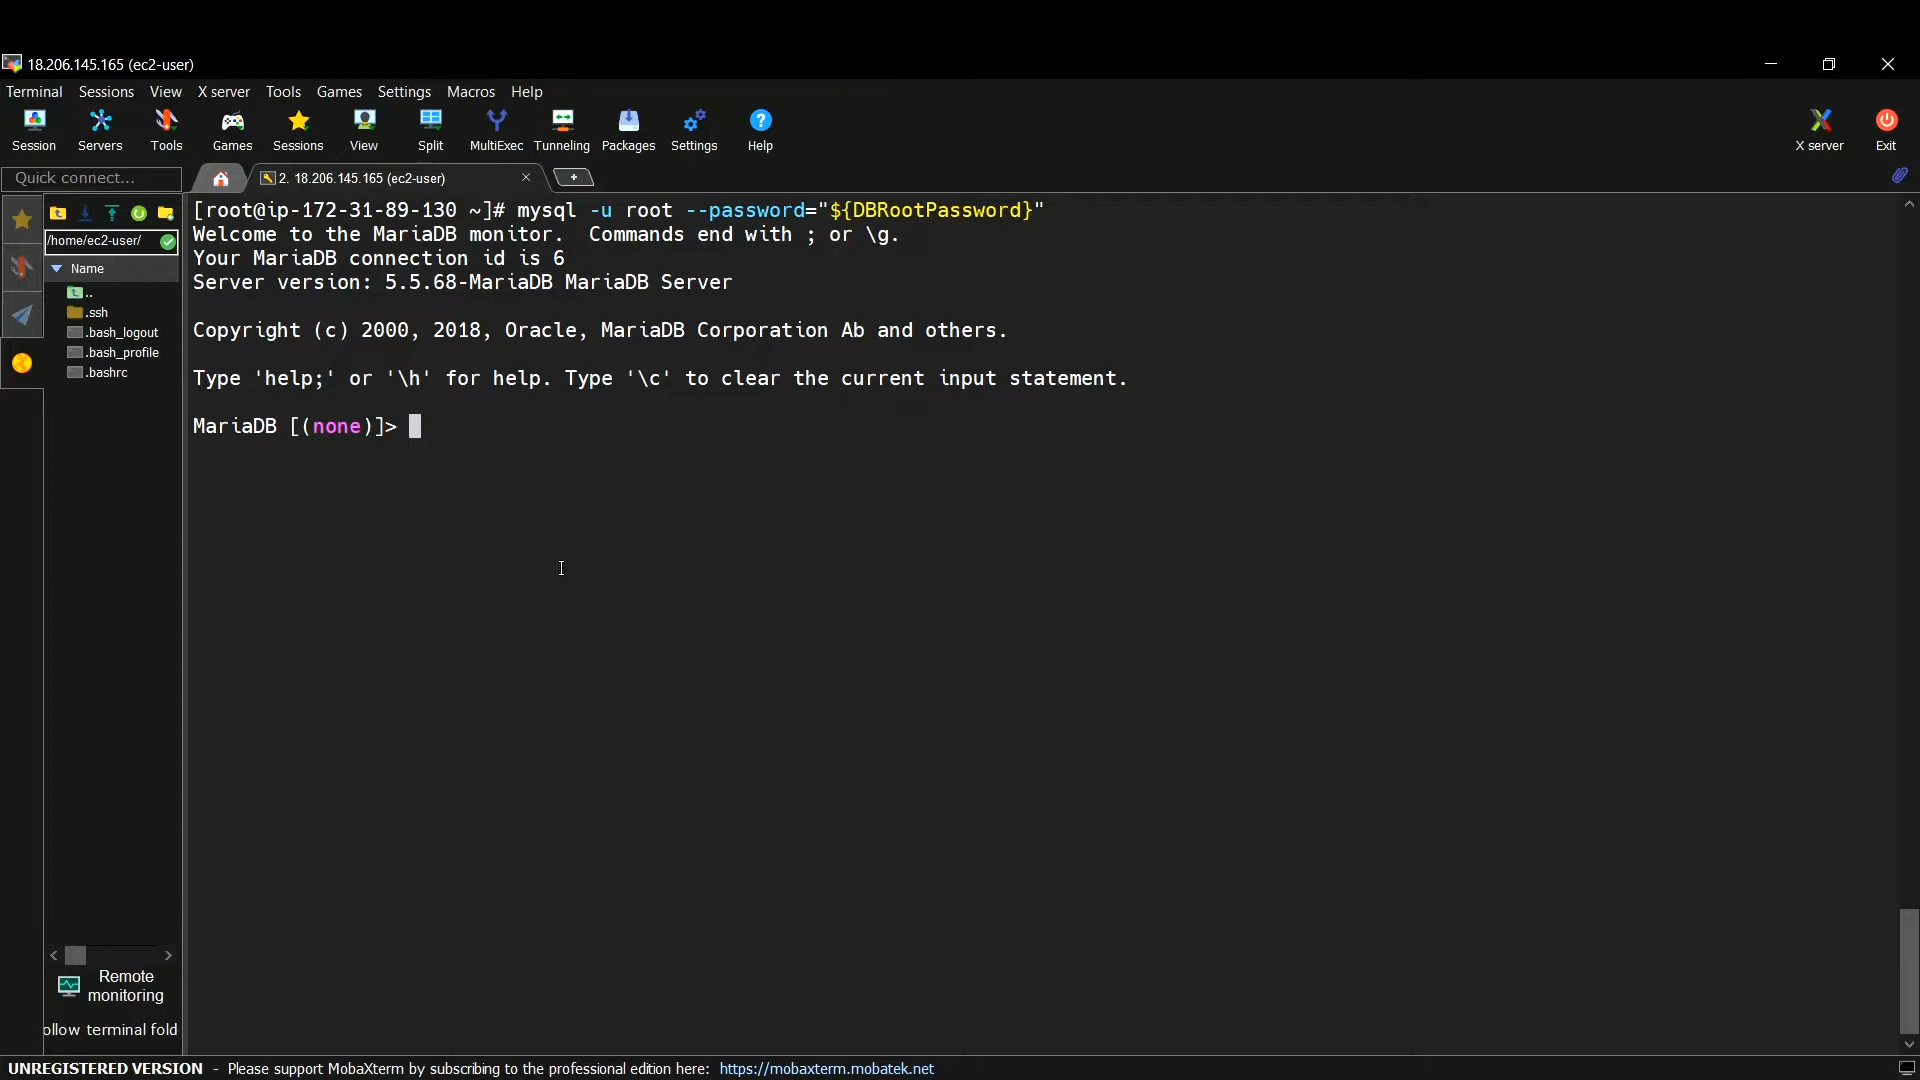 18.206.145.165 (ec2-user)
Terminal Sessions View X server Tools Games Settings Macros Help
Session Servers Tools Games Sessions View Split MultiExec Tunneling Packages Settings Help X server Exit
Quick connect...
2. 18.206.145.165 (ec2-user)
/home/ec2-user/
Name
..
.ssh
.bash_logout
.bash_profile
.bashrc
[root@ip-172-31-89-130 ~]# mysql -u root --password="${DBRootPassword}"
Welcome to the MariaDB monitor.  Commands end with ; or \g.
Your MariaDB connection id is 6
Server version: 5.5.68-MariaDB MariaDB Server
Copyright (c) 2000, 2018, Oracle, MariaDB Corporation Ab and others.
Type 'help;' or '\h' for help. Type '\c' to clear the current input statement.
MariaDB [(none)]>
Remote
monitoring
ollow terminal fold
UNREGISTERED VERSION - Please support MobaXterm by subscribing to the professional edition here: https://mobaxterm.mobatek.net